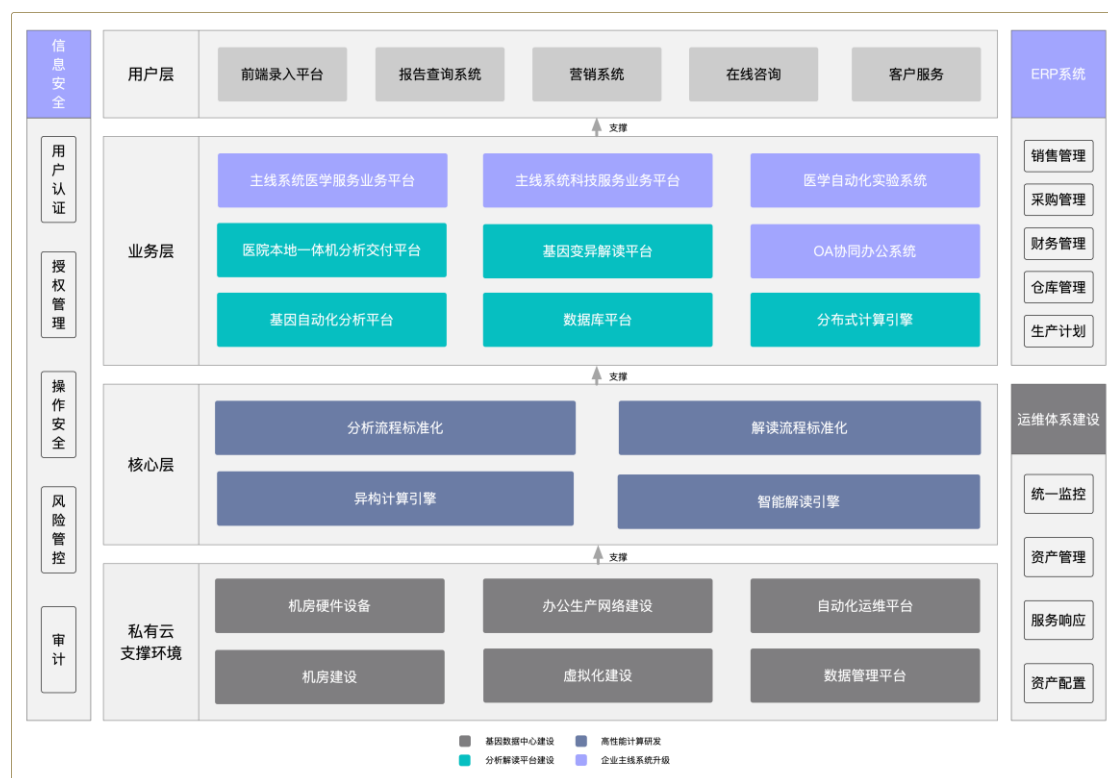 信息安全
用户认证
授权管理
操作安全
风险管控
审计
用户层
前端录入平台
报告查询系统
营销系统
在线咨询
客户服务
支撑
业务层
主线系统医学服务业务平台
主线系统科技服务业务平台
医学自动化实验系统
医院本地一体机分析交付平台
基因变异解读平台
OA协同办公系统
基因自动化分析平台
数据库平台
分布式计算引擎
支撑
核心层
分析流程标准化
解读流程标准化
异构计算引擎
智能解读引擎
支撑
私有云
支撑环境
机房硬件设备
办公生产网络建设
自动化运维平台
机房建设
虚拟化建设
数据管理平台
ERP系统
销售管理
采购管理
财务管理
仓库管理
生产计划
运维体系建设
统一监控
资产管理
服务响应
资产配置
基因数据中心建设
高性能计算研发
分析解读平台建设
企业主线系统升级